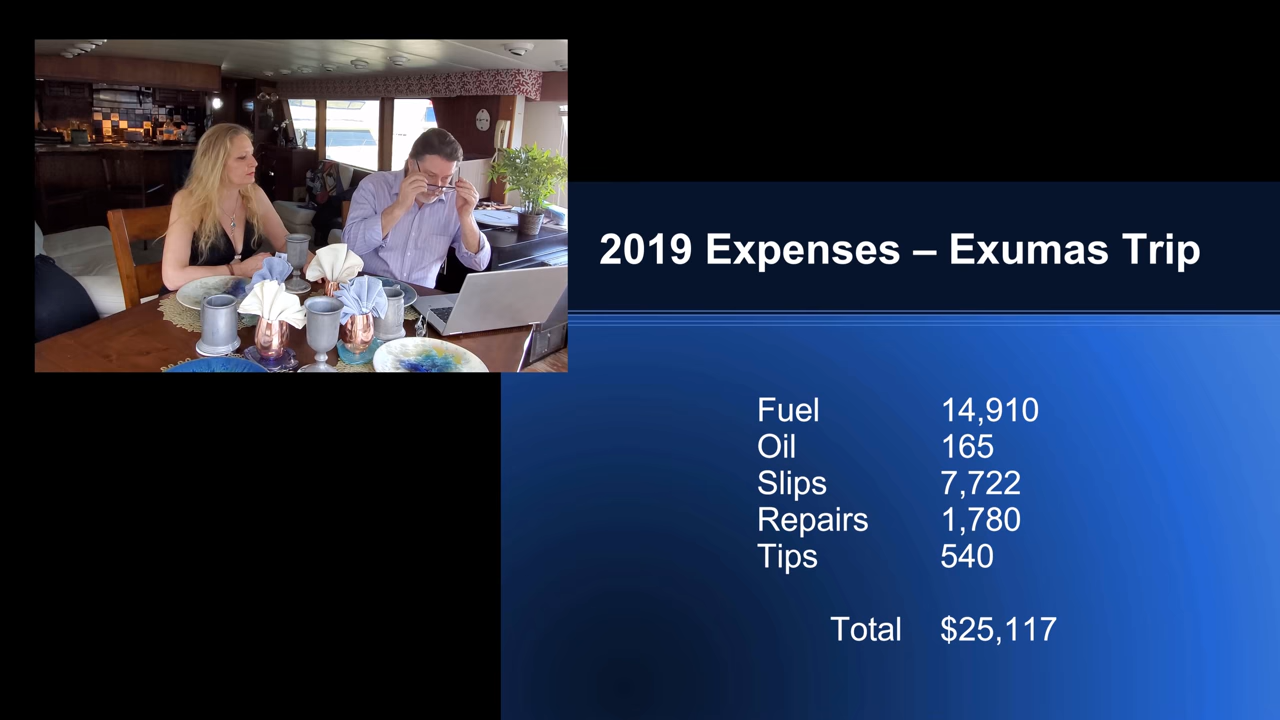 2019 Expenses – Exumas Trip
Fuel 14,910
Oil 165
Slips 7,722
Repairs 1,780
Tips 540
Total $25,117